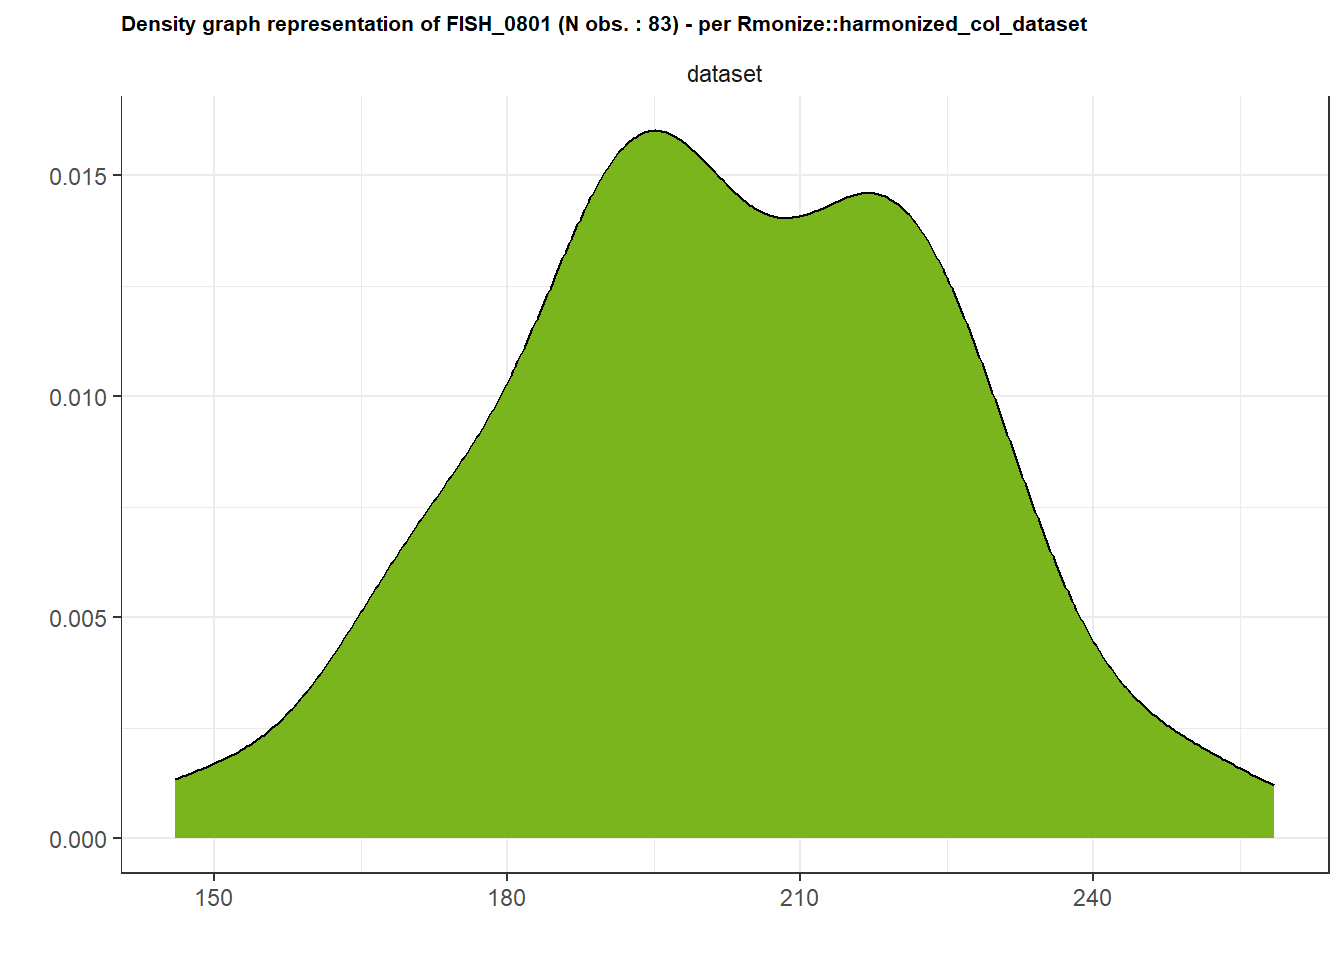 Density graph representation of FISH_0801 (N obs. : 83) - per Rmonize::harmonized_col_dataset
dataset
0.015
0.010
0.005
0.000
150 180 210 240